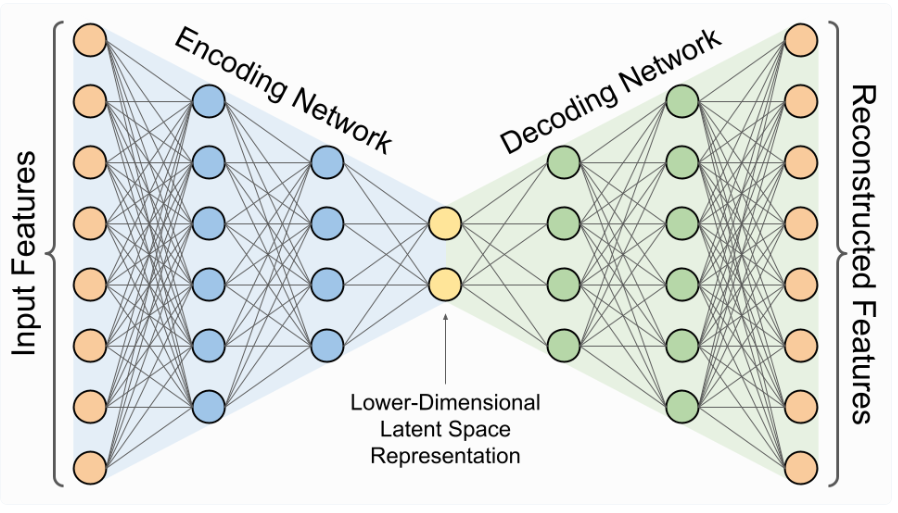 Input Features
Encoding Network
Decoding Network
Lower-Dimensional
Latent Space
Representation
Reconstructed Features